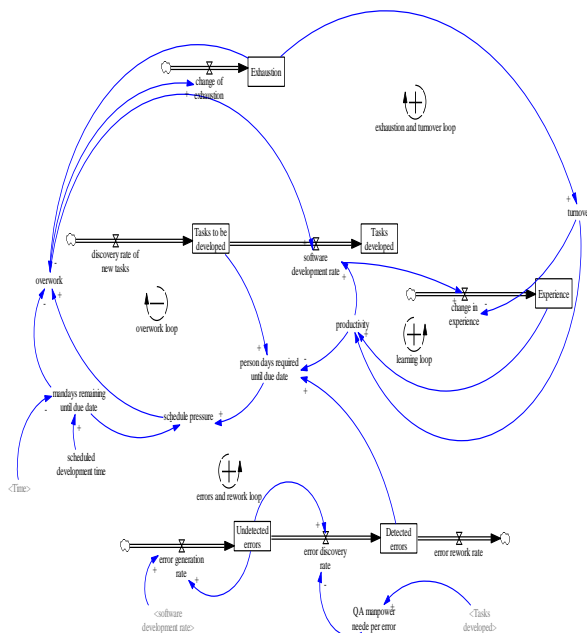 Exhaustion
change of
exhaustion
exhaustion and turnover loop
turnove
Tasks to be
developed
Tasks
developed
discovery rate of
new tasks
software
development rate
overwork
Experience
change in
experience
overwork loop
productivity
learning loop
person days required
until due date
mandays remaining
until due date
schedule pressure
scheduled
development time
<Time>
errors and rework loop
Undetected
errors
Detected
errors
error generation
rate
error discovery
rate
error rework rate
<software
development rate>
QA manpower
neede per error
<Tasks
developed>